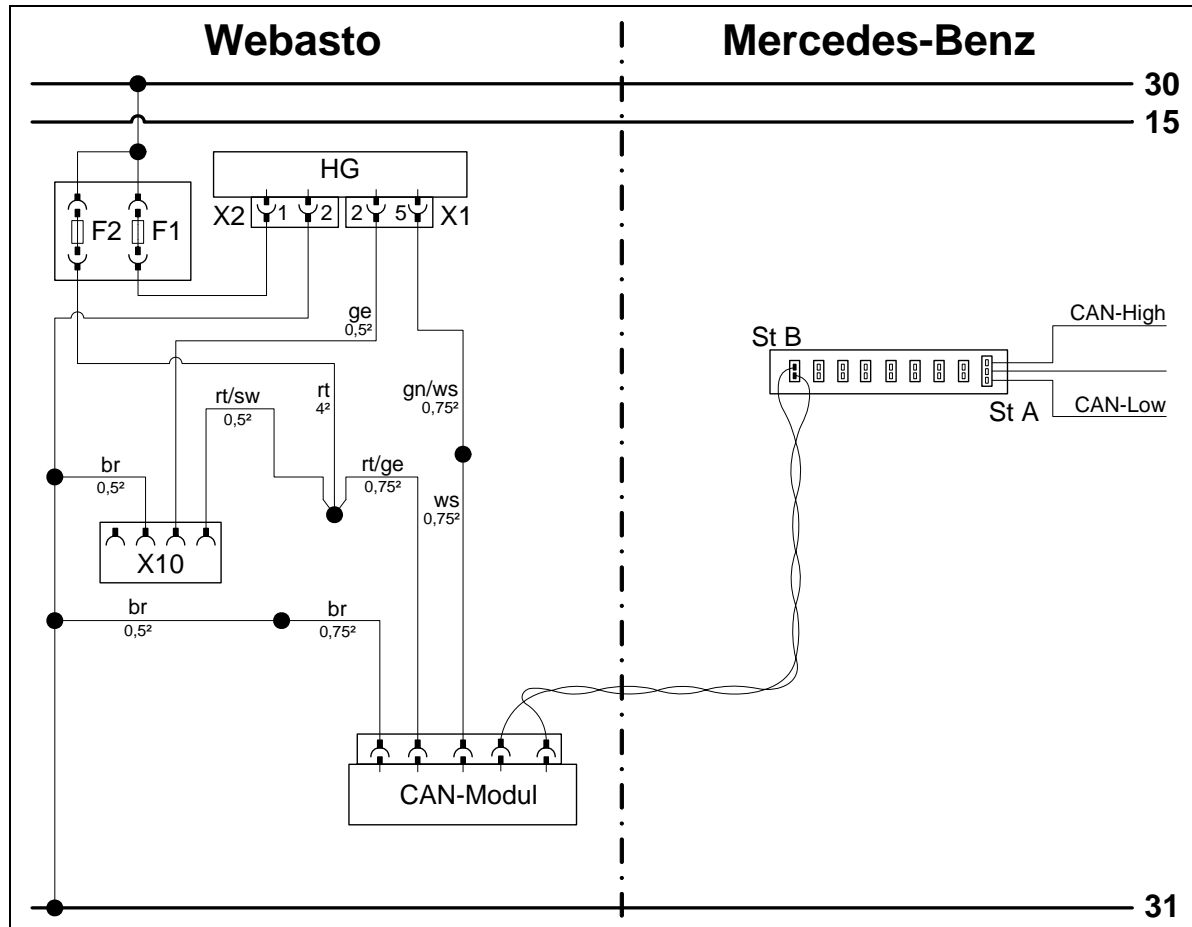 Webasto
Mercedes-Benz
30
15
HG
X2
1
2
2
5
X1
F2
F1
ge
0,5²
CAN-High
St B
rt/sw
0,5²
rt
4²
gn/ws
0,75²
St A
CAN-Low
br
0,5²
rt/ge
0,75²
ws
0,75²
X10
br
0,5²
br
0,75²
CAN-Modul
31